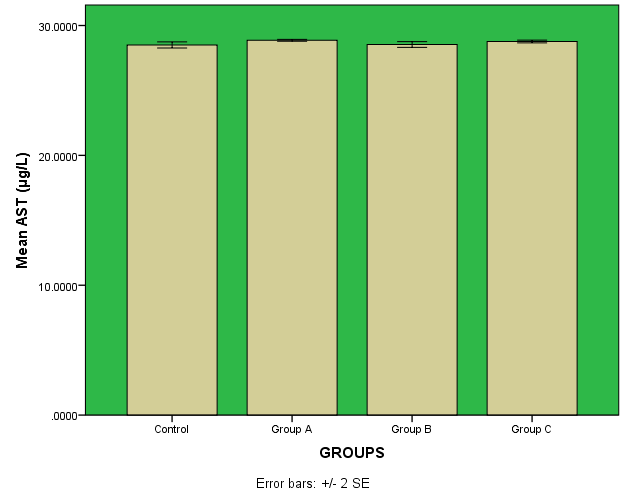 30.0000
20.0000
10.0000
.0000
Mean AST (µg/L)
Control Group A Group B Group C
GROUPS
Error bars: +/- 2 SE